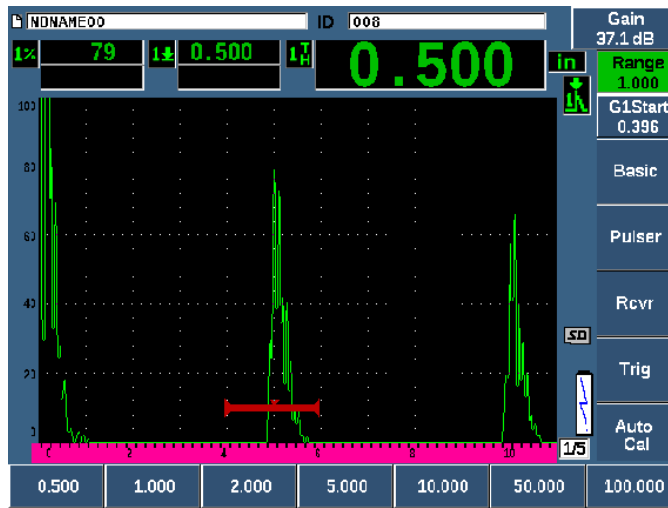 NONAME00 ID 008
Gain
37.1 dB
1% 79 1 0.500 1 T H 0.500 in
Range
1.000
G1Start
0.396
Basic
Pulser
Rcvr
Trig
Auto
Cal
100
80
60
40
20
0 2 4 6 8 10
SD
1/5
0.500 1.000 2.000 5.000 10.000 50.000 100.000